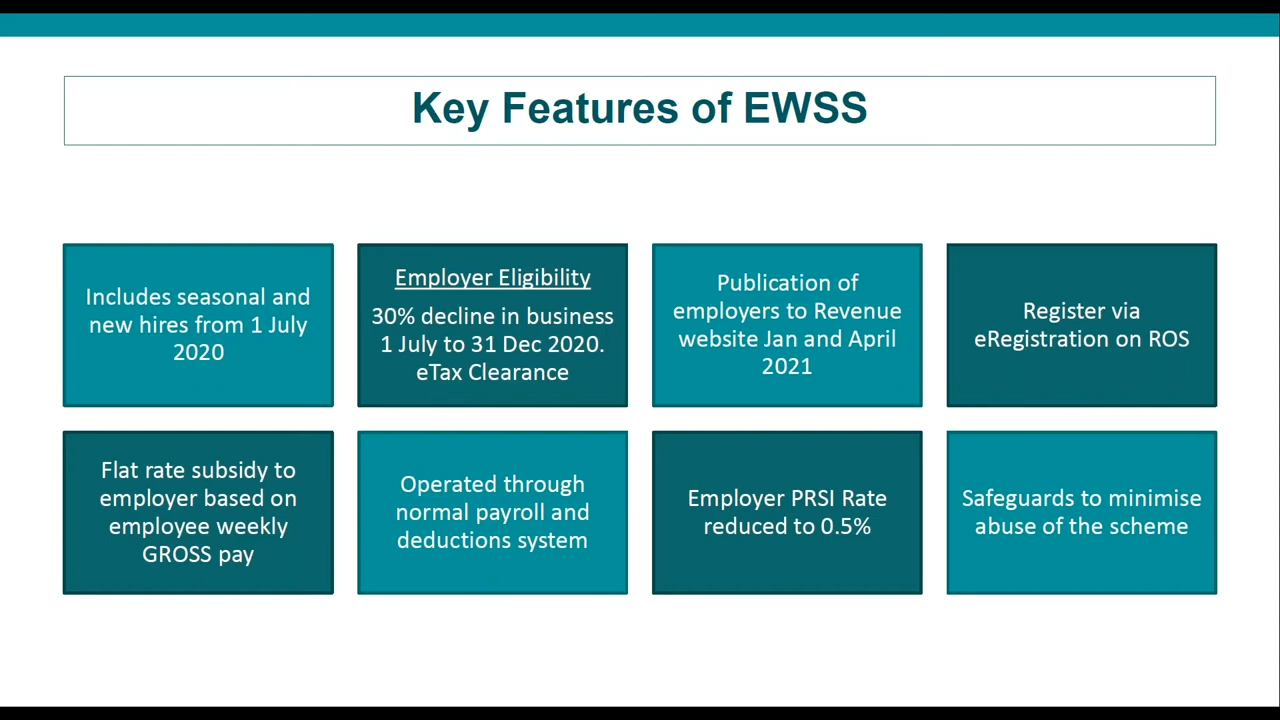 Key Features of EWSS
Includes seasonal and
new hires from 1 July
2020
Employer Eligibility
30% decline in business
1 July to 31 Dec 2020.
eTax Clearance
Publication of
employers to Revenue
website Jan and April
2021
Register via
eRegistration on ROS
Flat rate subsidy to
employer based on
employee weekly
GROSS pay
Operated through
normal payroll and
deductions system
Employer PRSI Rate
reduced to 0.5%
Safeguards to minimise
abuse of the scheme